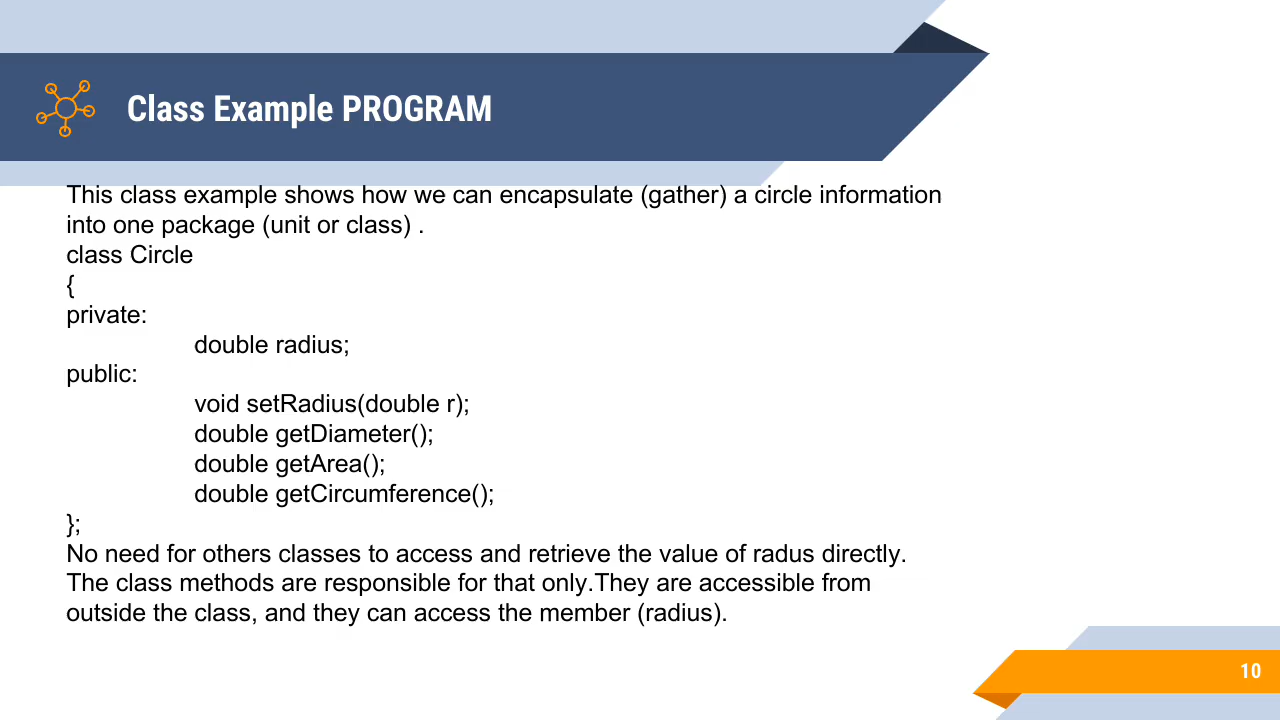 Class Example PROGRAM
This class example shows how we can encapsulate (gather) a circle information
into one package (unit or class) .
class Circle
{
private:
double radius;
public:
void setRadius(double r);
double getDiameter();
double getArea();
double getCircumference();
};
No need for others classes to access and retrieve the value of radus directly.
The class methods are responsible for that only.They are accessible from
outside the class, and they can access the member (radius).
10